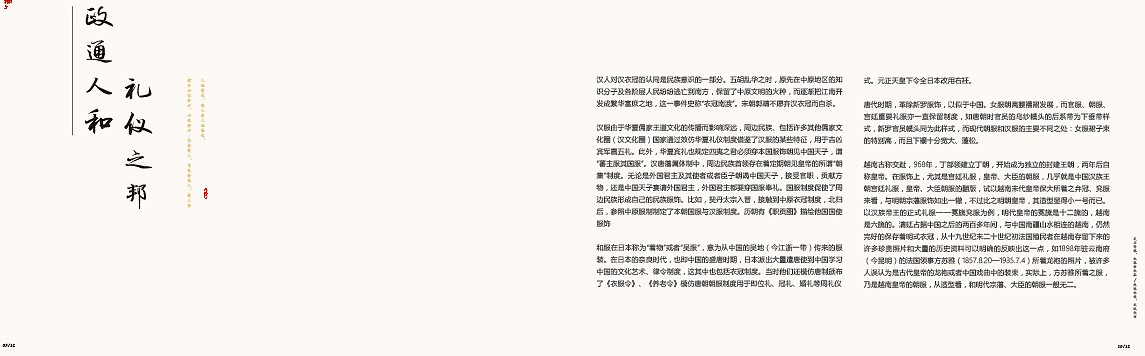 政通人和
礼仪之邦
汉人对汉衣冠的认同是民族意识的一部分。五胡乱华之时，原先在中原地区的知
识分子及各阶层人民纷纷逃亡到南方，保留了中原文明的火种，而逐渐把江南开
发成繁华富庶之地，这一事件史称“衣冠南渡”。宋朝郭靖不愿弃汉衣冠而自杀。
汉服由于华夏儒家王道文化的传播而影响深远，周边民族、包括许多其他儒家文
化圈（汉文化圈）国家通过效仿华夏礼仪制度借鉴了汉服的某些特征，用于吉凶
宾军嘉五礼。此外，华夏宾礼也规定四夷之君必须穿本国服饰朝见中国天子，谓
“蕃主服其国服”。汉唐藩属体制中，周边民族首领存在着定期朝见皇帝的所谓“朝
集”制度。无论是外国君主及其使者或者臣子朝谒中国天子，接受官职，贡献方
物，还是中国天子宴请外国君主，外国君主都要穿国服奉礼。国服制度促使了周
边民族形成自己的民族服饰。比如，契丹太宗入晋，接触到中原衣冠制度，北归
后，参照中原服制制定了本朝国服与汉服制度。历朝有《职贡图》描绘他国国使
服饰
和服在日本称为“着物”或者“吴服”，意为从中国的吴地（今江浙一带）传来的服
装。在日本的奈良时代，也即中国的盛唐时期，日本派出大量遣唐使到中国学习
中国的文化艺术、律令制度，这其中也包括衣冠制度。当时他们还模仿唐制颁布
了《衣服令》、《养老令》模仿唐朝朝服制度用于即位礼、冠礼、婚礼等周礼仪
式。元正天皇下令全日本改用右衽。
唐代时期，革除新罗服饰，以似于中国。女服朝高腰襦裙发展，而官服、朝服、
宫廷重要礼服亦一直保留制度，如唐朝时官员的乌纱幞头的后系带为下垂带样
式，新罗官员幞头同为此样式，而现代朝服和汉服的主要不同之处：女服裙子束
的特别高，而且下襬十分宽大、蓬松。
越南古称交趾，968年，丁部领建立丁朝，开始成为独立的封建王朝，两年后自
称皇帝。在服饰上，尤其是宫廷礼服，皇帝、大臣的朝服，几乎就是中国汉族王
朝宫廷礼服，皇帝、大臣朝服的翻版，试以越南末代皇帝保大所着之弁冠、衮服
来看，与明朝宗藩服饰如出一辙，不过比之明朝皇帝，其造型显得小一号而已。
以汉族帝王的正式礼服——冕旒衮服为例，明代皇帝的冕旒是十二旒的，越南
是六旒的。满廷占据中国之后的两百多年间，与中国南疆山水相连的越南，仍然
完好的保存着明式衣冠，从十九世纪末二十世纪初法国殖民者在越南存留下来的
许多珍贵照片和大量的历史资料可以明确的反映出这一点，如1898年驻云南府
（今昆明）的法国领事方苏雅（1857.8.20—1935.7.4）所着龙袍的照片，被许多
人误认为是古代皇帝的龙袍或者中国戏曲中的装束，实际上，方苏雅所着之服，
乃是越南皇帝的朝服，从造型看，和明代宗藩、大臣的朝服一般无二。